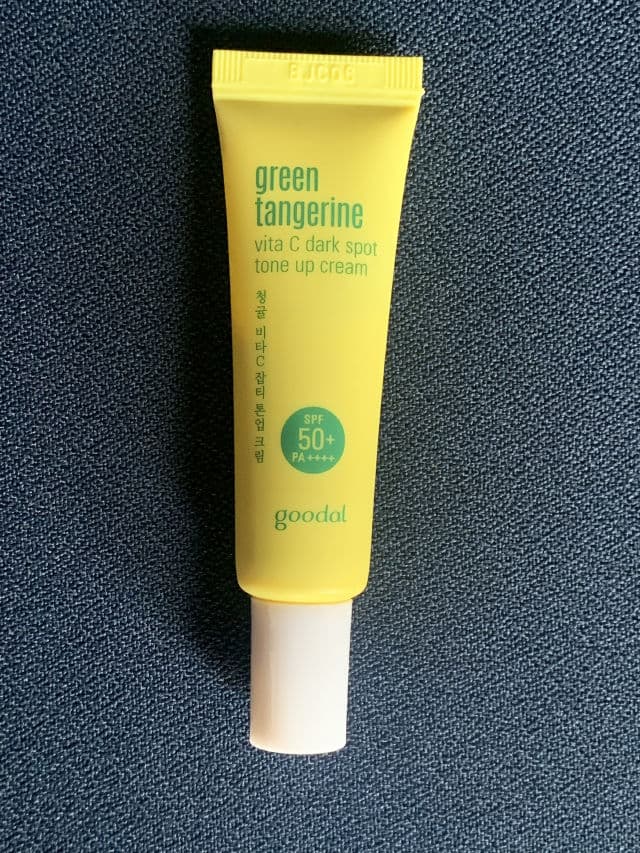 green
tangerine
vita C dark spot
tone up cream
청귤 비타C 잡티 톤업 크림
SPF
50+
PA++++
goodal